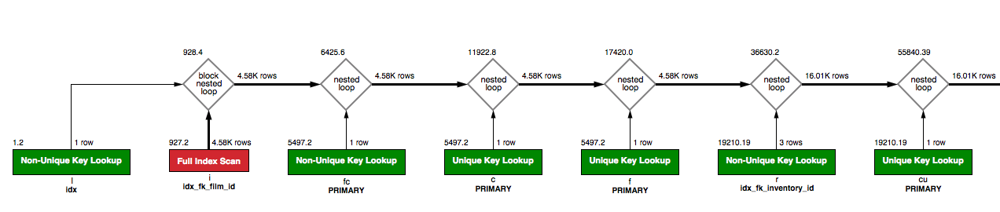 928.4
6425.6
11922.8
17420.0
36630.2
55840.39
block
nested
loop
4.58K rows
nested
loop
4.58K rows
nested
loop
4.58K rows
nested
loop
4.58K rows
nested
loop
16.01K rows
nested
loop
16.01K rows
1.2
1 row
927.2
4.58K rows
5497.2
1 row
5497.2
1 row
5497.2
1 row
19210.19
3 rows
19210.19
1 row
Non-Unique Key Lookup
Full Index Scan
Non-Unique Key Lookup
Unique Key Lookup
Unique Key Lookup
Non-Unique Key Lookup
Unique Key Lookup
l
idx
i
idx_fk_film_id
fc
PRIMARY
c
PRIMARY
f
PRIMARY
r
idx_fk_inventory_id
cu
PRIMARY